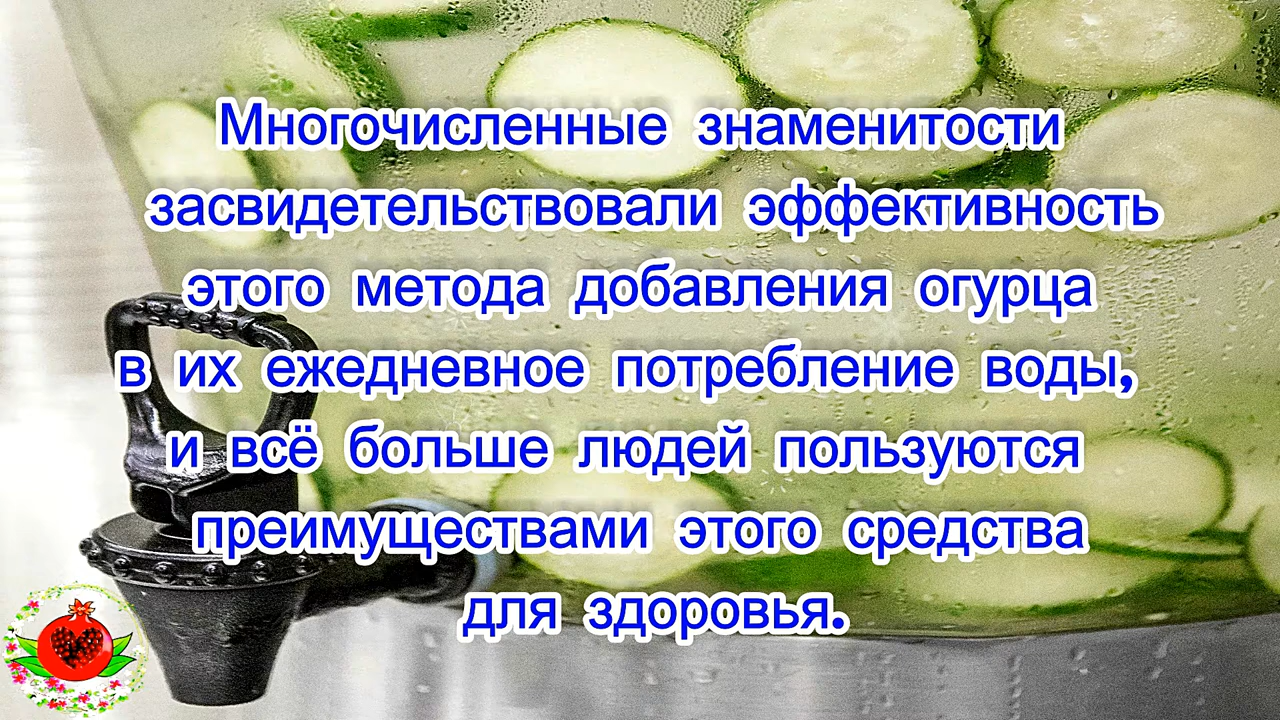 Многочисленные знаменитости
засвидетельствовали эффективность
этого метода добавления огурца
в их ежедневное потребление воды,
и всё больше людей пользуются
преимуществами этого средства
для здоровья.